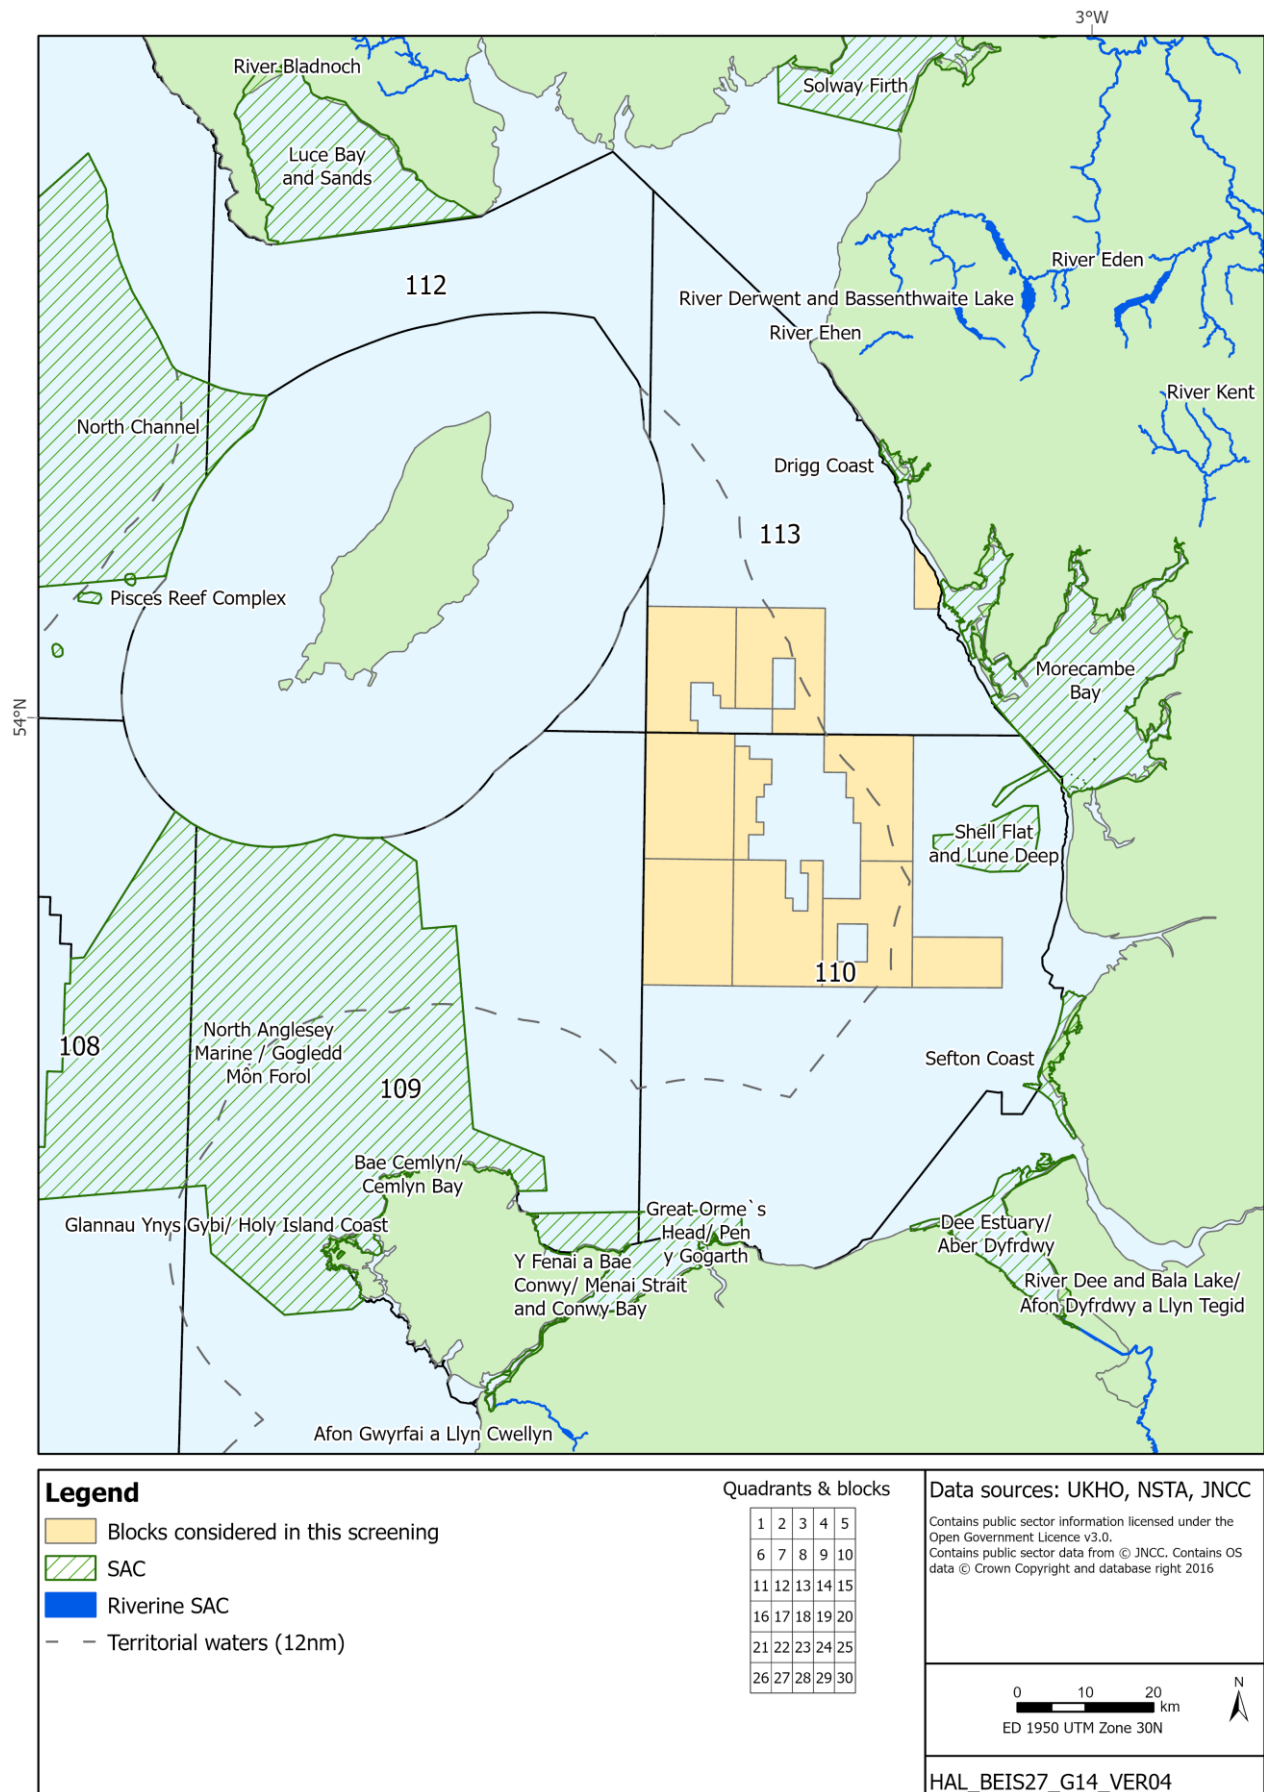 3°W
River Bladnoch
Solway Firth
Luce Bay
and Sands
112
River Eden
River Derwent and Bassenthwaite Lake
River Ehen
River Kent
North Channel
Drigg Coast
113
Pisces Reef Complex
Morecambe
Bay
54°N
Shell Flat
and Lune Deep
110
North Anglesey
Marine / Gogledd
Môn Forol
108
109
Sefton Coast
Bae Cemlyn/
Cemlyn Bay
Glannau Ynys Gybi/ Holy Island Coast
Great Orme`s
Head/ Pen
y Gogarth
Dee Estuary/
Aber Dyfrdwy
Y Fenai a Bae
Conwy/ Menai Strait
and Conwy Bay
River Dee and Bala Lake/
Afon Dyfrdwy a Llyn Tegid
Afon Gwyrfai a Llyn Cwellyn
Legend
Blocks considered in this screening
SAC
Riverine SAC
Territorial waters (12nm)
Quadrants & blocks
1 2 3 4 5
6 7 8 9 10
11 12 13 14 15
16 17 18 19 20
21 22 23 24 25
26 27 28 29 30
Data sources: UKHO, NSTA, JNCC
Contains public sector information licensed under the
Open Government Licence v3.0.
Contains public sector data from © JNCC. Contains OS
data © Crown Copyright and database right 2016
0 10 20
km
N
ED 1950 UTM Zone 30N
HAL_BEIS27_G14_VER04